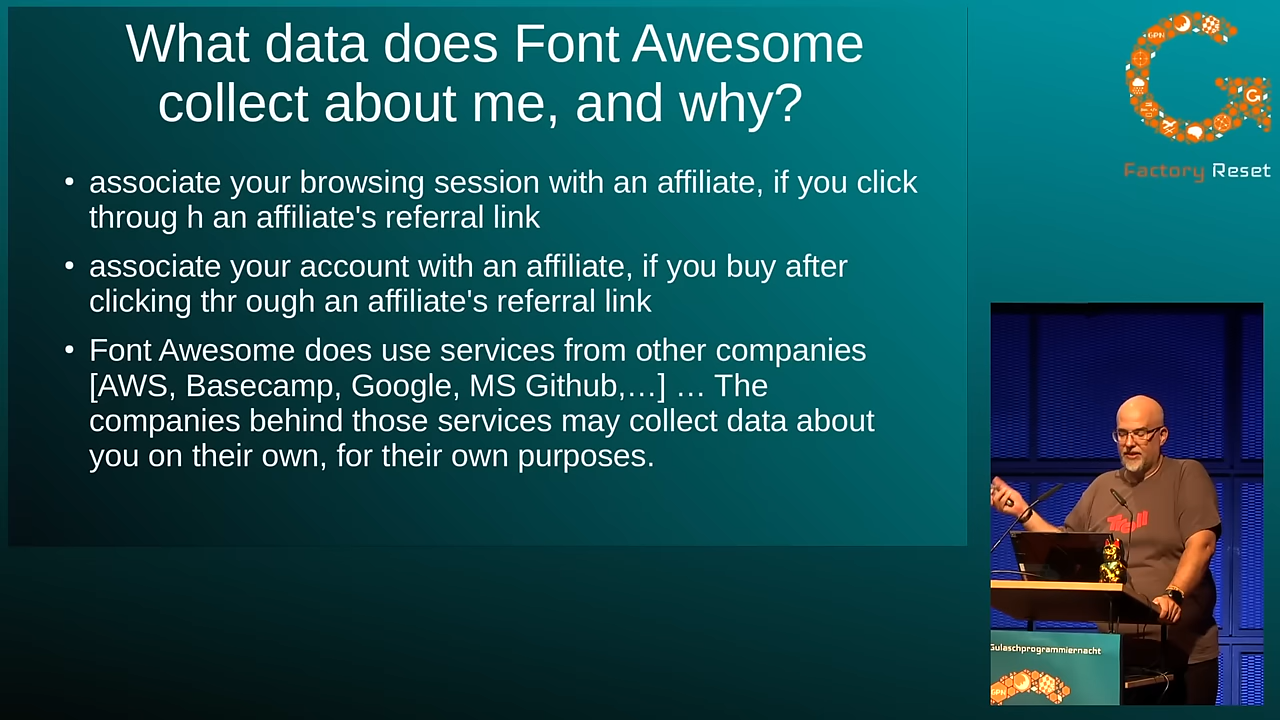 What data does Font Awesome
collect about me, and why?
• associate your browsing session with an affiliate, if you click
throug h an affiliate's referral link
• associate your account with an affiliate, if you buy after
clicking thr ough an affiliate's referral link
• Font Awesome does use services from other companies
[AWS, Basecamp, Google, MS Github,…] … The
companies behind those services may collect data about
you on their own, for their own purposes.
GPN
G
Factory Reset
Troll
Gulaschprogrammiernacht
GPN